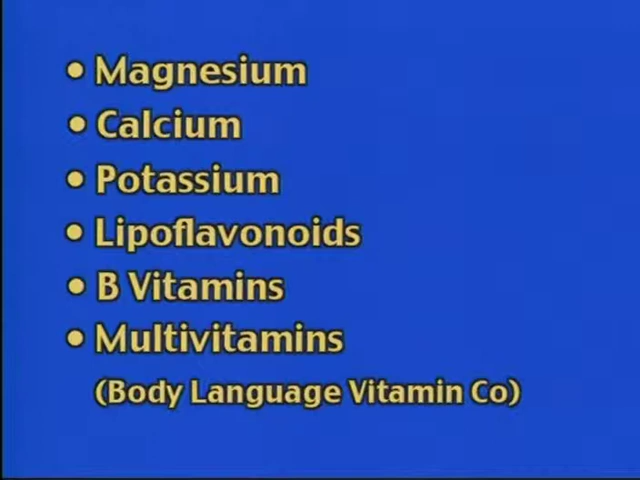 • Magnesium
• Calcium
• Potassium
• Lipoflavonoids
• B Vitamins
• Multivitamins
(Body Language Vitamin Co)